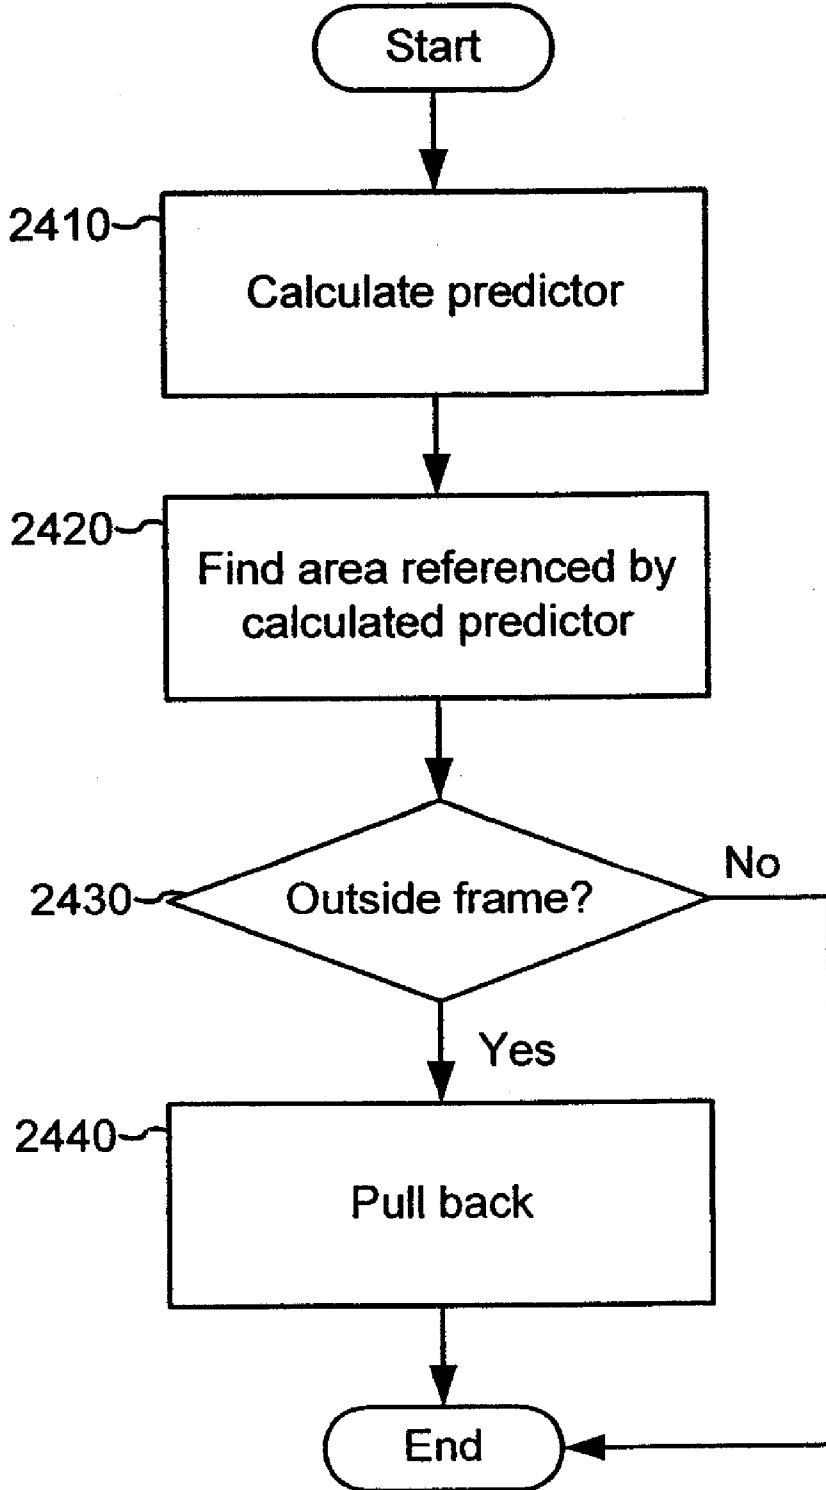 Start
2410
Calculate predictor
2420
Find area referenced by
calculated predictor
2430
Outside frame?
No
Yes
2440
Pull back
End